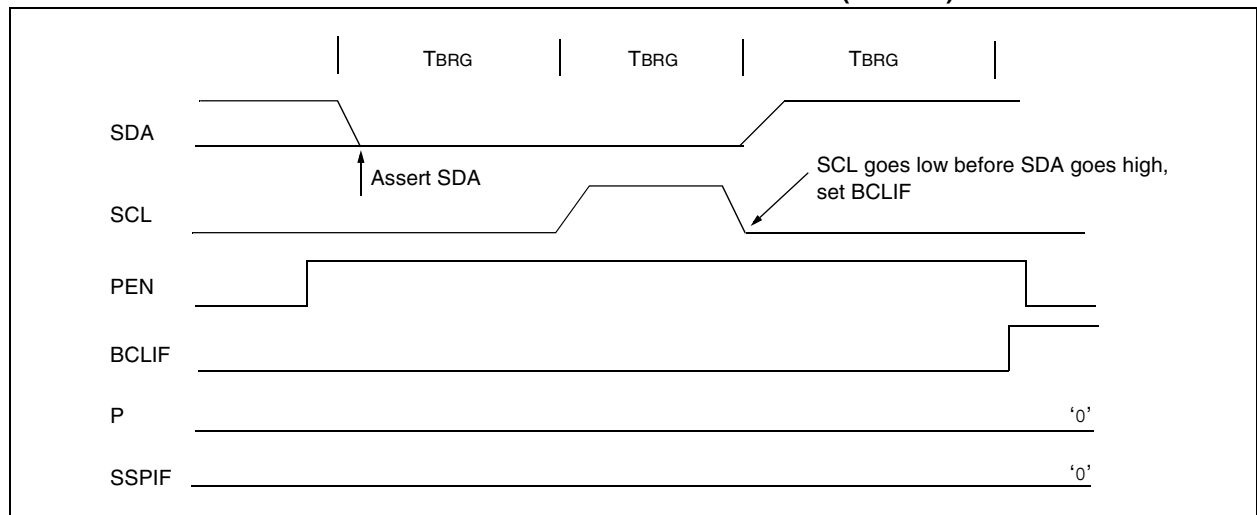 TBRG TBRG TBRG
SDA
Assert SDA
SCL goes low before SDA goes high,
set BCLIF
SCL
PEN
BCLIF
P
‘0’
SSPIF
‘0’